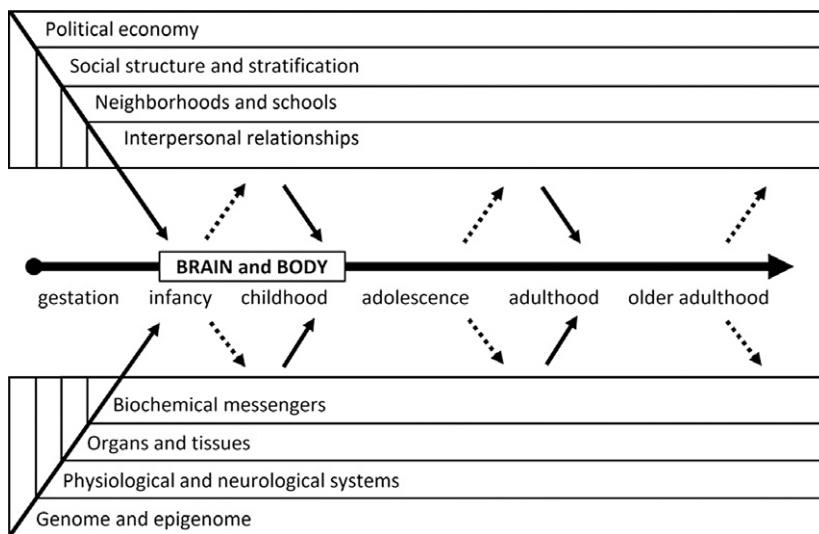 Political economy
Social structure and stratification
Neighborhoods and schools
Interpersonal relationships
BRAIN and BODY
gestation infancy childhood adolescence adulthood older adulthood
Biochemical messengers
Organs and tissues
Physiological and neurological systems
Genome and epigenome